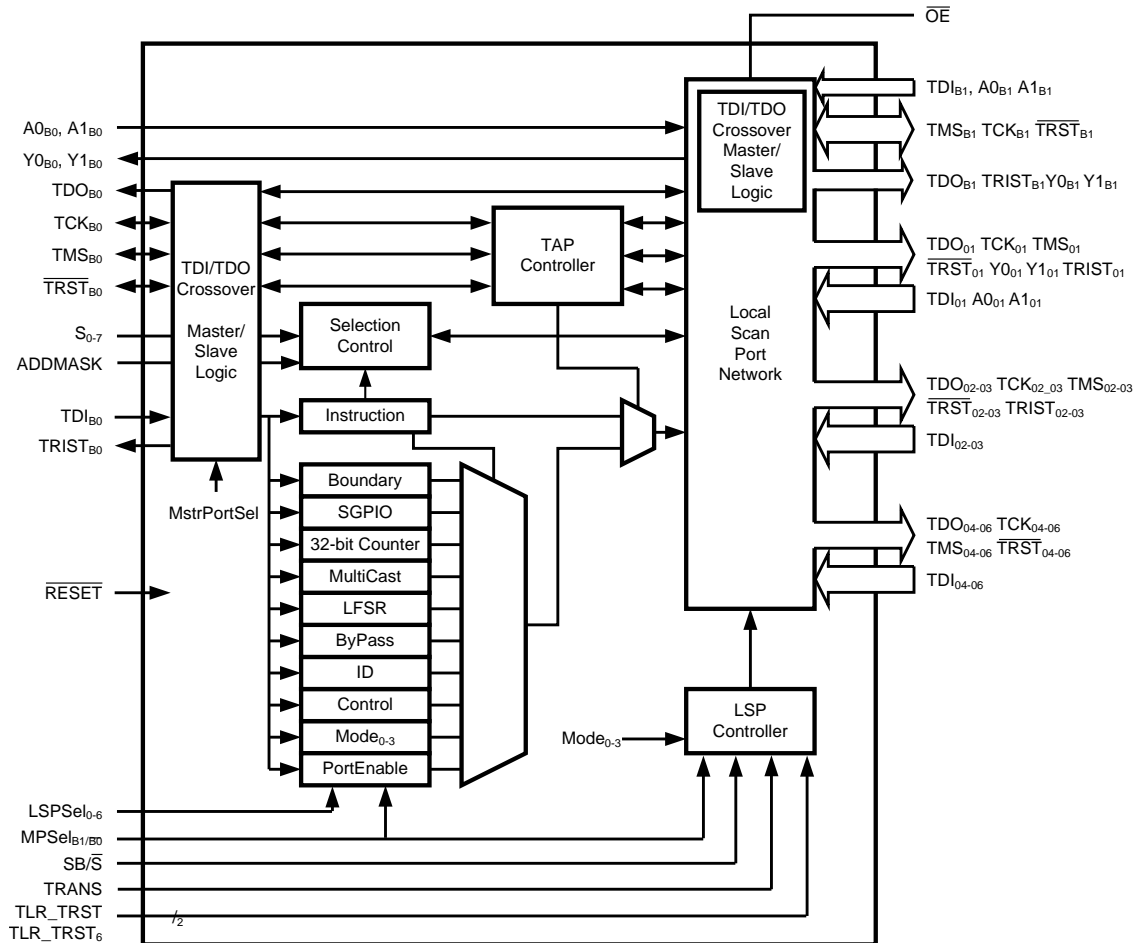 OE
TDIB1, A0B1 A1B1
A0B0, A1B0
TDI/TDO
Crossover
Master/
Slave
Logic
TMSB1 TCKB1 TRSTB1
Y0B0, Y1B0
TDOB1 TRISTB1Y0B1 Y1B1
TDOB0
TCKB0
TMSB0
TRSTB0
TDI/TDO
Crossover
Master/
Slave
Logic
TAP
Controller
TDO01 TCK01 TMS01
TRST01 Y001 Y101 TRIST01
TDI01 A001 A101
S0-7
ADDMASK
Selection
Control
Local
Scan
Port
Network
TDO02-03 TCK02_03 TMS02-03
TRST02-03 TRIST02-03
TDIB0
Instruction
TRISTB0
TDI02-03
MstrPortSel
Boundary
SGPIO
32-bit Counter
MultiCast
LFSR
ByPass
ID
Control
Mode0-3
PortEnable
TDO04-06 TCK04-06
TMS04-06 TRST04-06
TDI04-06
RESET
Mode0-3
LSP
Controller
LSPSel0-6
MPSelB1/B0
SB/S
TRANS
TLR_TRST
/2
TLR_TRST6